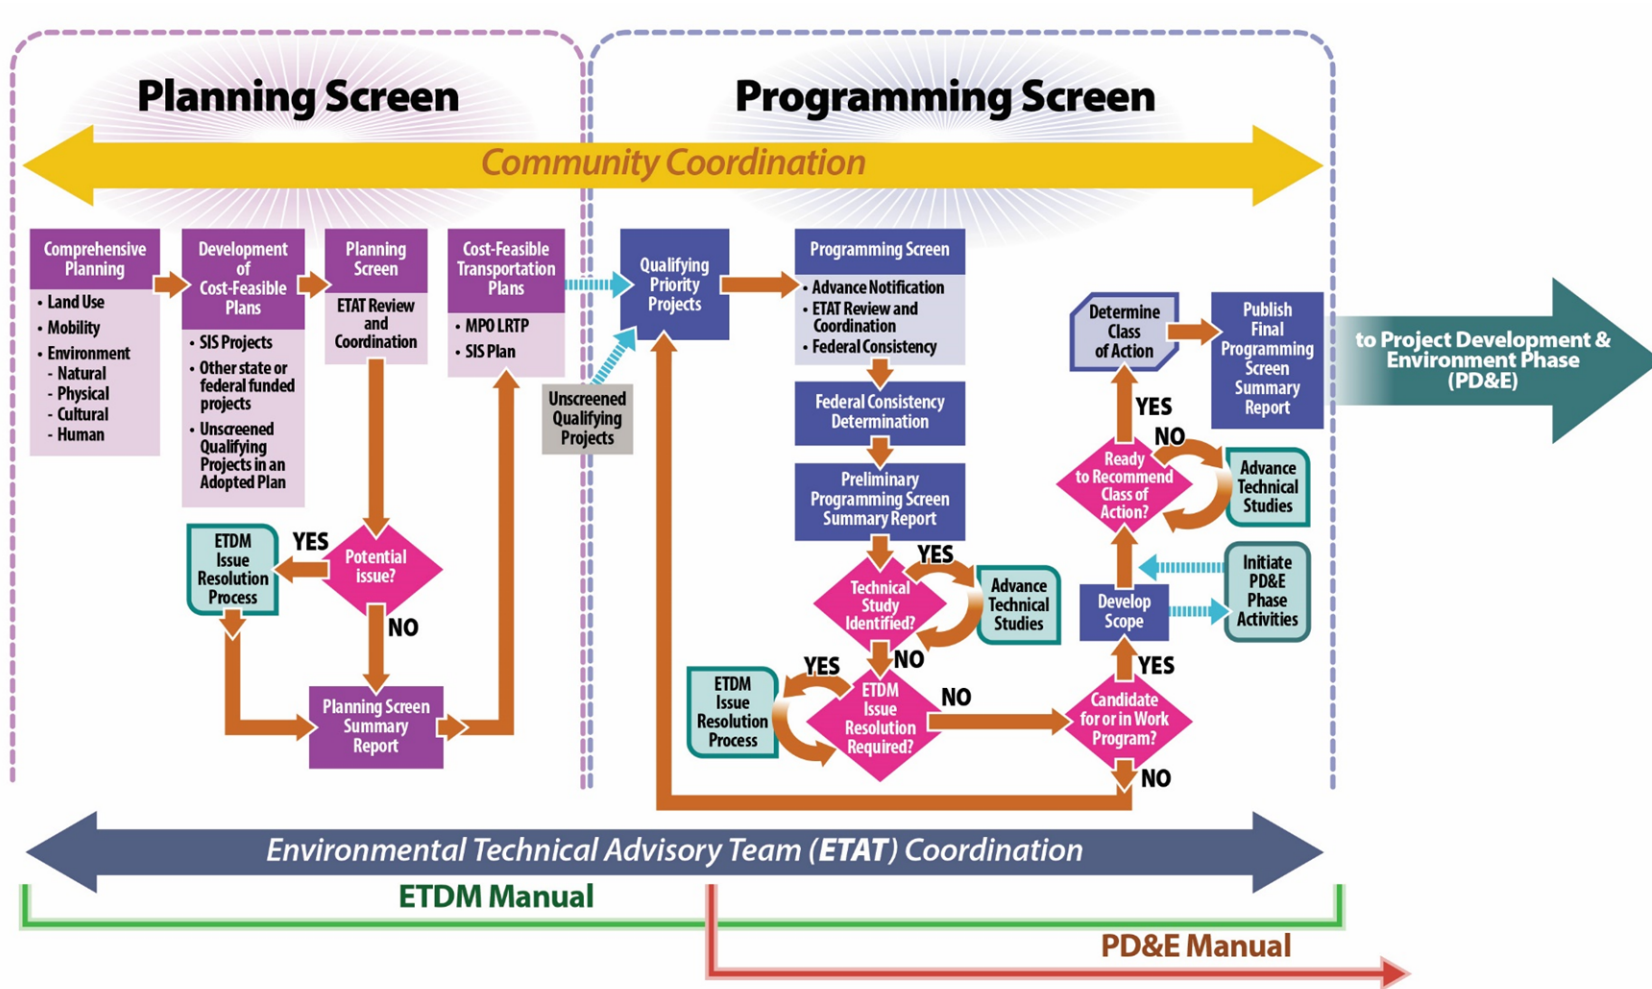 Planning Screen
Programming Screen
Community Coordination
Comprehensive
Planning
• Land Use
• Mobility
• Environment
- Natural
- Physical
- Cultural
- Human
Development
of
Cost-Feasible
Plans
• SIS Projects
• Other state or
federal funded
projects
• Unscreened
Qualifying
Projects in an
Adopted Plan
Planning
Screen
ETAT Review
and
Coordination
Cost-Feasible
Transportation
Plans
• MPO LRTP
• SIS Plan
Unscreened
Qualifying
Projects
Potential
issue?
YES
ETDM
Issue
Resolution
Process
NO
Planning Screen
Summary
Report
Qualifying
Priority
Projects
Programming Screen
• Advance Notification
• ETAT Review and
Coordination
• Federal Consistency
Federal Consistency
Determination
Preliminary
Programming Screen
Summary Report
Technical
Study
Identified?
YES
Advance
Technical
Studies
NO
ETDM
Issue
Resolution
Required?
YES
ETDM
Issue
Resolution
Process
NO
Candidate
for or in Work
Program?
NO
YES
Develop
Scope
Initiate
PD&E
Phase
Activities
Ready
to Recommend
Class of
Action?
NO
Advance
Technical
Studies
YES
Determine
Class
of Action
Publish
Final
Programming
Screen
Summary
Report
to Project Development &
Environment Phase
(PD&E)
Environmental Technical Advisory Team (ETAT) Coordination
ETDM Manual
PD&E Manual